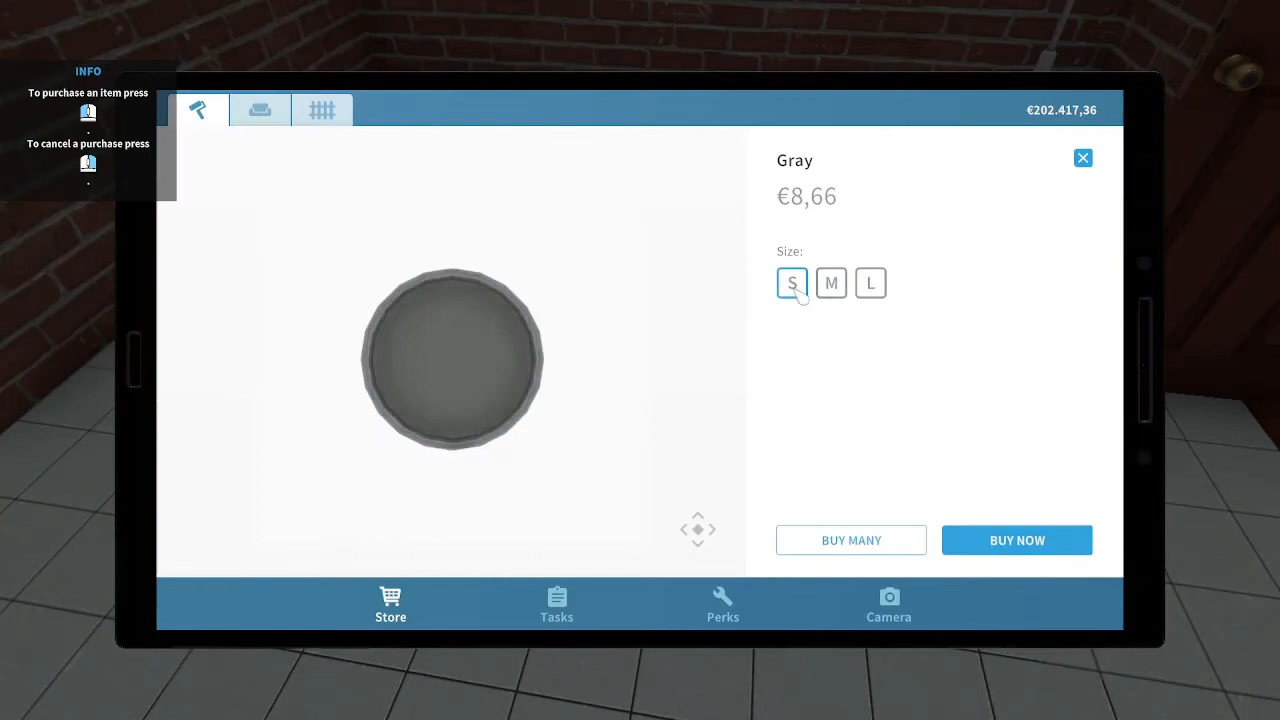 INFO
To purchase an item press
.
To cancel a purchase press
.
€202.417,36
Gray
€8,66
Size:
S M L
BUY MANY BUY NOW
Store Tasks Perks Camera